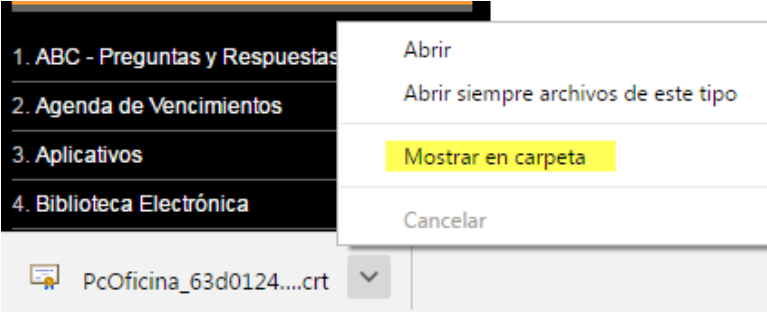 1. ABC - Preguntas y Respuestas
2. Agenda de Vencimientos
3. Aplicativos
4. Biblioteca Electrónica
Abrir
Abrir siempre archivos de este tipo
Mostrar en carpeta
Cancelar
PcOficina_63d0124....crt